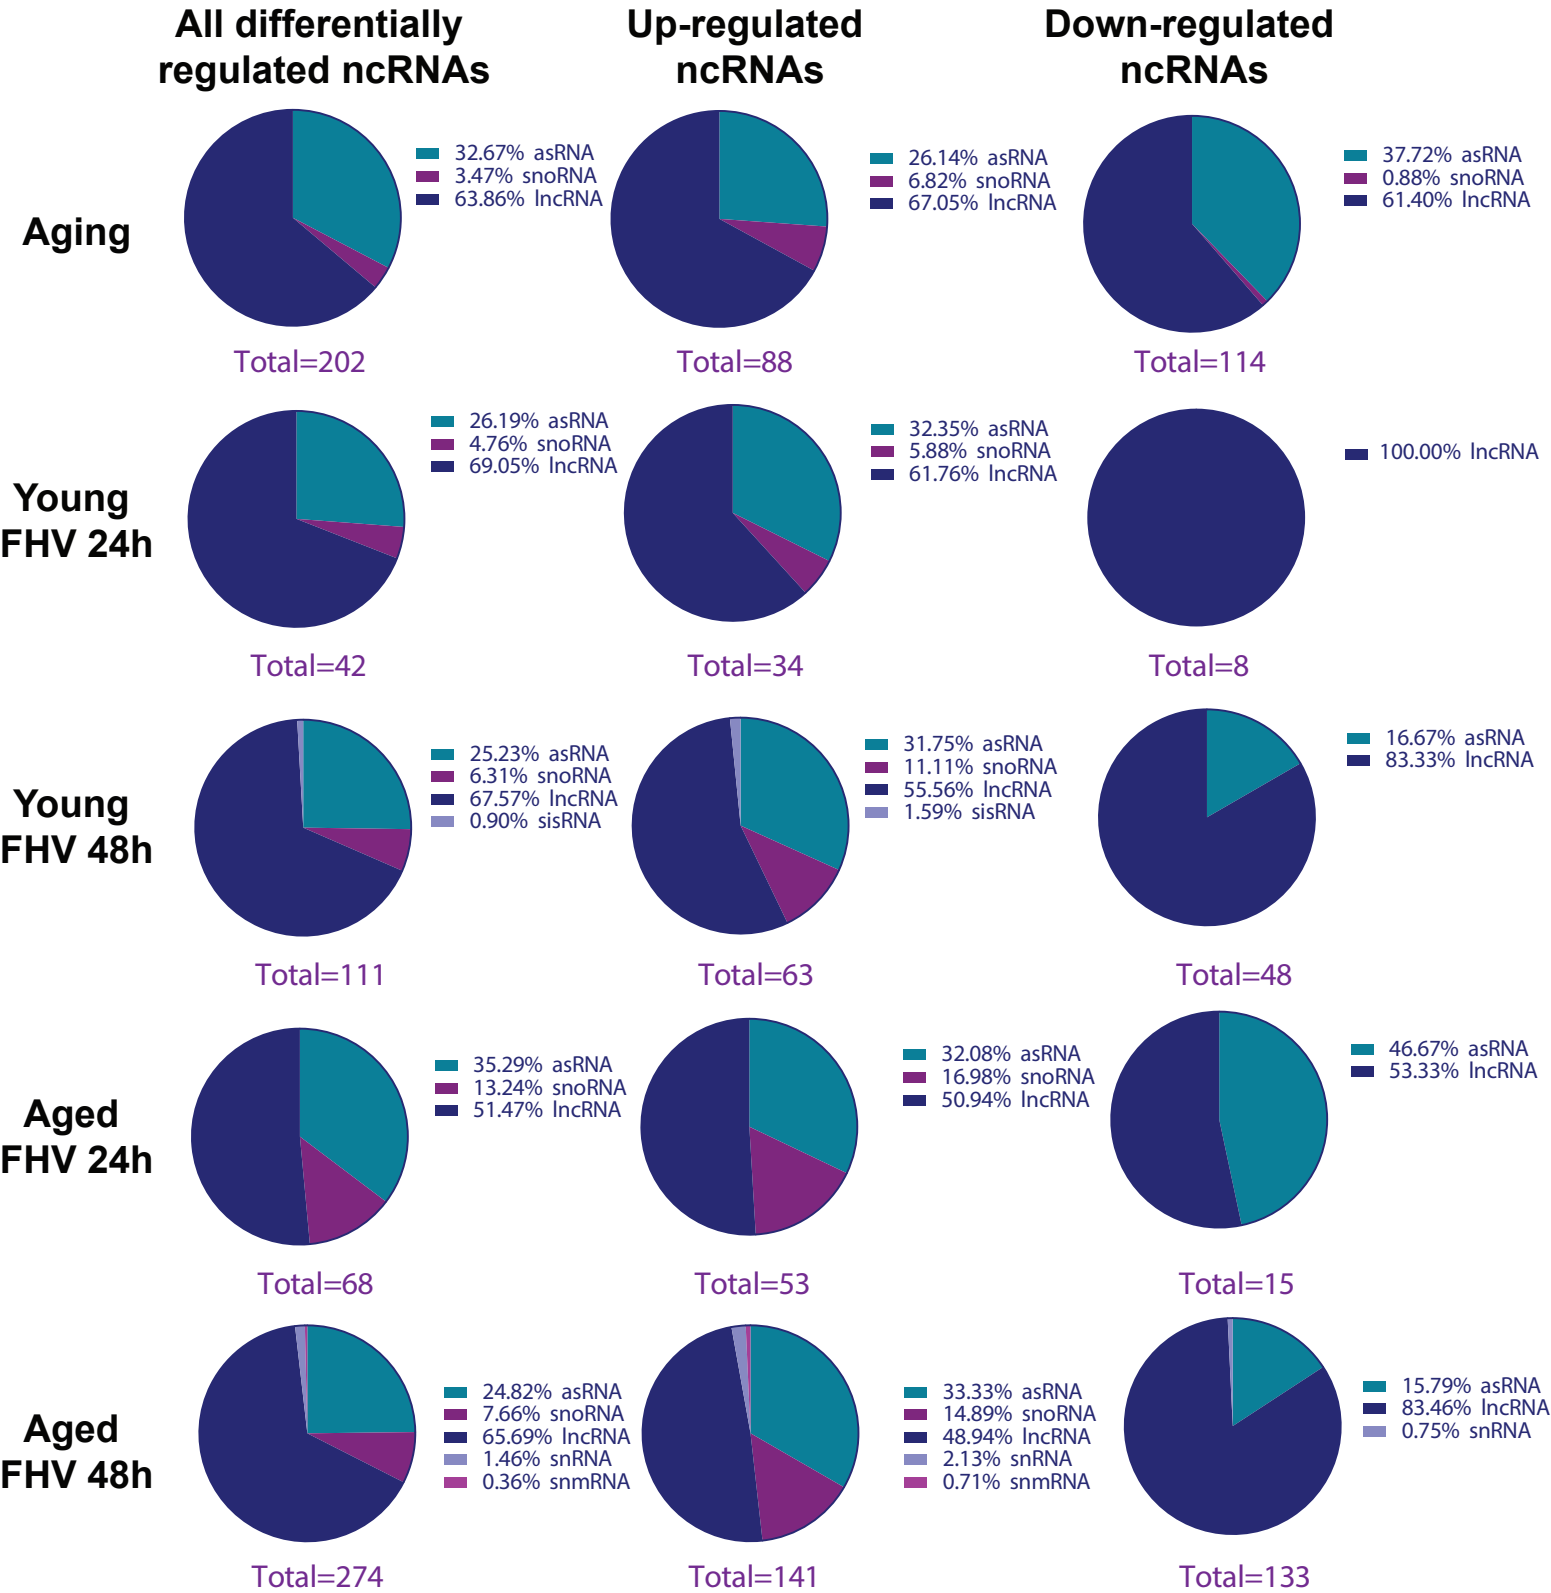 All differentially
regulated ncRNAs
Up-regulated
ncRNAs
Down-regulated
ncRNAs
Aging
32.67% asRNA
3.47% snoRNA
63.86% lncRNA
Total=202
26.14% asRNA
6.82% snoRNA
67.05% lncRNA
Total=88
37.72% asRNA
0.88% snoRNA
61.40% lncRNA
Total=114
Young
FHV 24h
26.19% asRNA
4.76% snoRNA
69.05% lncRNA
Total=42
32.35% asRNA
5.88% snoRNA
61.76% lncRNA
Total=34
100.00% lncRNA
Total=8
Young
FHV 48h
25.23% asRNA
6.31% snoRNA
67.57% lncRNA
0.90% sisRNA
Total=111
31.75% asRNA
11.11% snoRNA
55.56% lncRNA
1.59% sisRNA
Total=63
16.67% asRNA
83.33% lncRNA
Total=48
Aged
FHV 24h
35.29% asRNA
13.24% snoRNA
51.47% lncRNA
Total=68
32.08% asRNA
16.98% snoRNA
50.94% lncRNA
Total=53
46.67% asRNA
53.33% lncRNA
Total=15
Aged
FHV 48h
24.82% asRNA
7.66% snoRNA
65.69% lncRNA
1.46% snRNA
0.36% snmRNA
Total=274
33.33% asRNA
14.89% snoRNA
48.94% lncRNA
2.13% snRNA
0.71% snmRNA
Total=141
15.79% asRNA
83.46% lncRNA
0.75% snRNA
Total=133